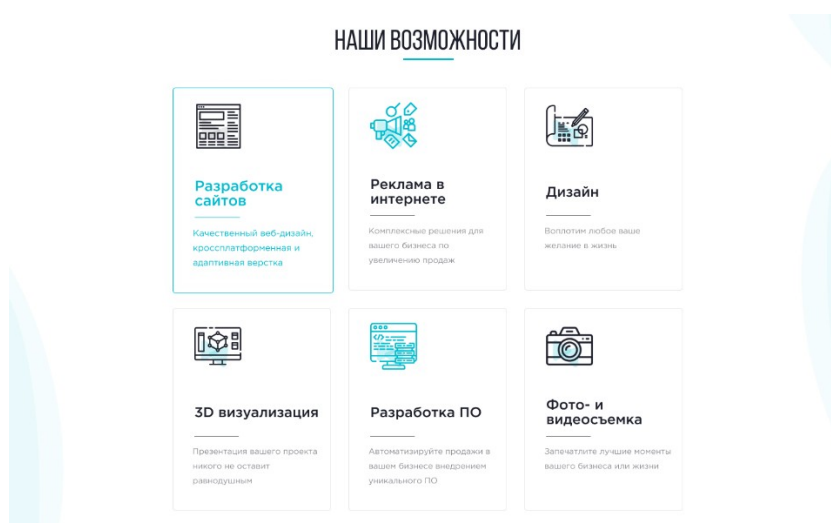 НАШИ ВОЗМОЖНОСТИ
Разработка
сайтов
Качественный веб-дизайн,
кроссплатформенная и
адаптивная верстка
Реклама в
интернете
Комплексные решения для
вашего бизнеса по
увеличению продаж
Дизайн
Воплотим любое ваше
желание в жизнь
3D визуализация
Презентация вашего проекта
никого не оставит
равнодушным
Разработка ПО
Автоматизируйте продажи в
вашем бизнесе внедрением
уникального ПО
Фото- и
видеосъемка
Запечатлите лучшие моменты
вашего бизнеса или жизни